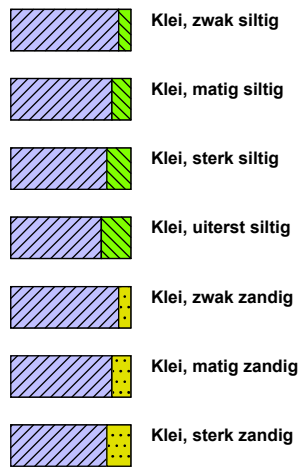 Klei, zwak siltig
Klei, matig siltig
Klei, sterk siltig
Klei, uiterst siltig
Klei, zwak zandig
Klei, matig zandig
Klei, sterk zandig